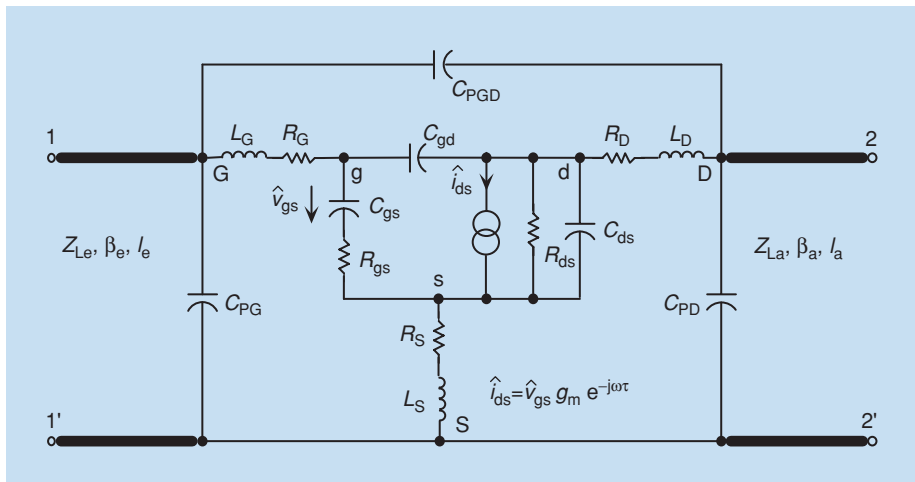 C_PGD
1
L_G
R_G
C_gd
R_D
L_D
2
G
g
î_ds
d
D
v̂_gs
C_gs
C_ds
R_ds
Z_Le, β_e, l_e
R_gs
Z_La, β_a, l_a
s
C_PG
C_PD
R_S
L_S
î_ds=v̂_gs g_m e^−jωτ
S
1'
2'